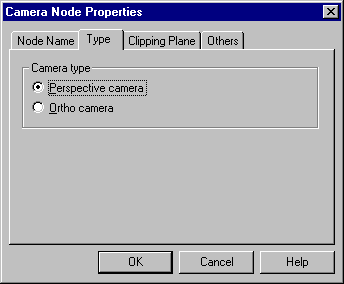 Camera Node Properties
Node Name Type Clipping Plane Others
Camera type
Perspective camera
Ortho camera
OK Cancel Help